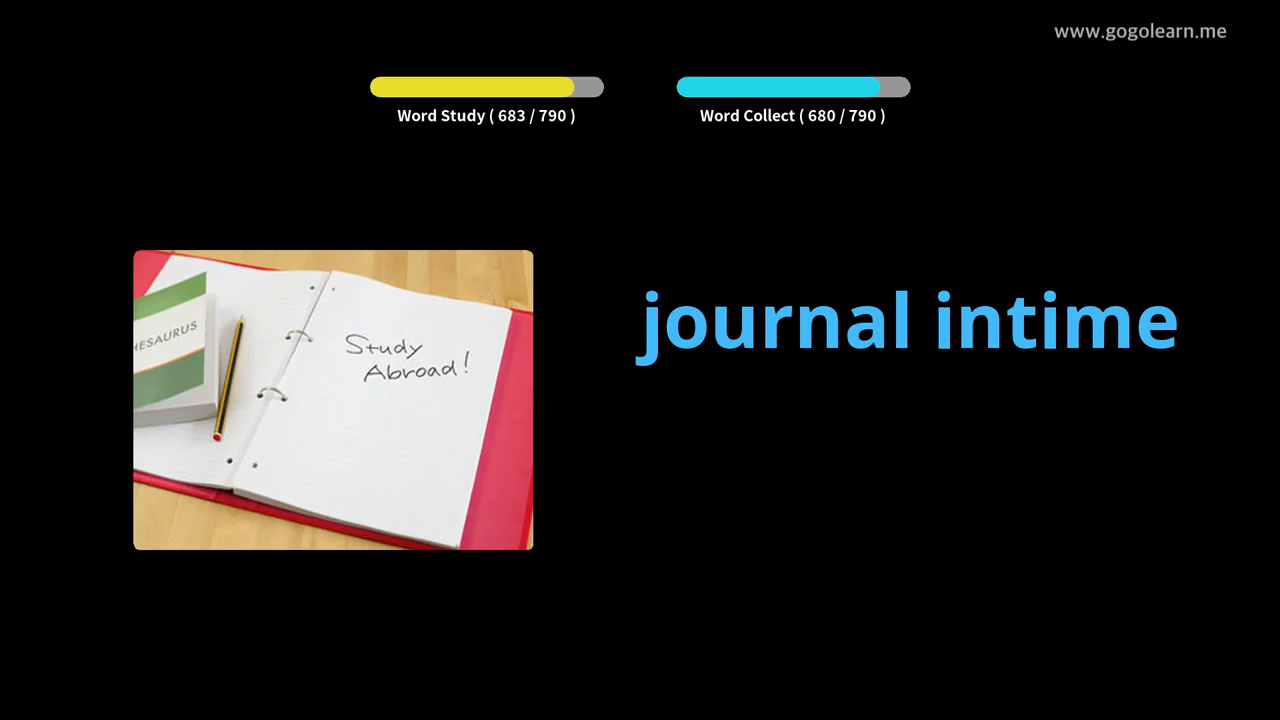 www.gogolearn.me
Word Study ( 683 / 790 )
Word Collect ( 680 / 790 )
journal intime
HESAURUS
Study
Abroad!